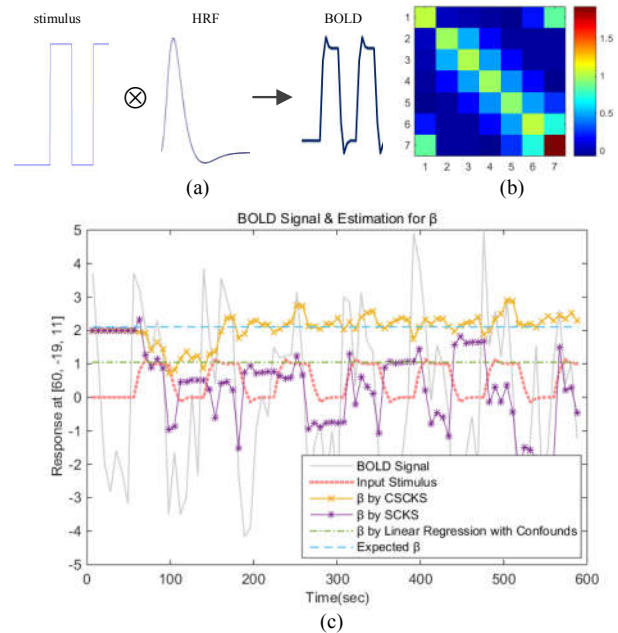 stimulus HRF BOLD
(a)
1
2
3
4
5
6
7
1 2 3 4 5 6 7
1.5
1
0.5
0
(b)
BOLD Signal & Estimation for β
Response at [60, -19, 11]
5
4
3
2
1
0
-1
-2
-3
-4
-5
0 100 200 300 400 500 600
Time(sec)
BOLD Signal
Input Stimulus
β by CSCKS
β by SCKS
β by Linear Regression with Confounds
Expected β
(c)